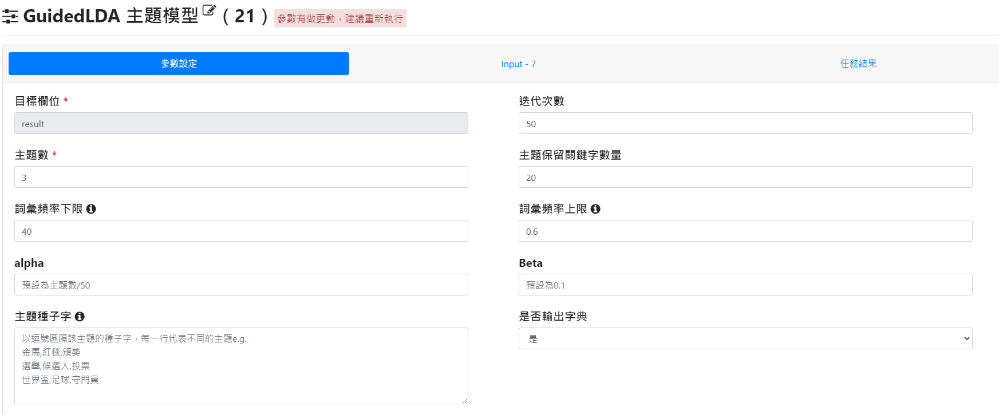 GuidedLDA 主題模型 ( 21 ) 參數有做更動，建議重新執行
參數設定 Input - 7 任務結果
目標欄位 * 迭代次數
result 50
主題數 * 主題保留關鍵字數量
3 20
詞彙頻率下限 詞彙頻率上限
40 0.6
alpha Beta
預設為主題數/50 預設為0.1
主題種子字 是否輸出字典
以逗號區隔該主題的種子字，每一行代表不同的主題e.g. 是
金馬,紅毯,頒獎
選舉,候選人,投票
世界盃,足球,守門員